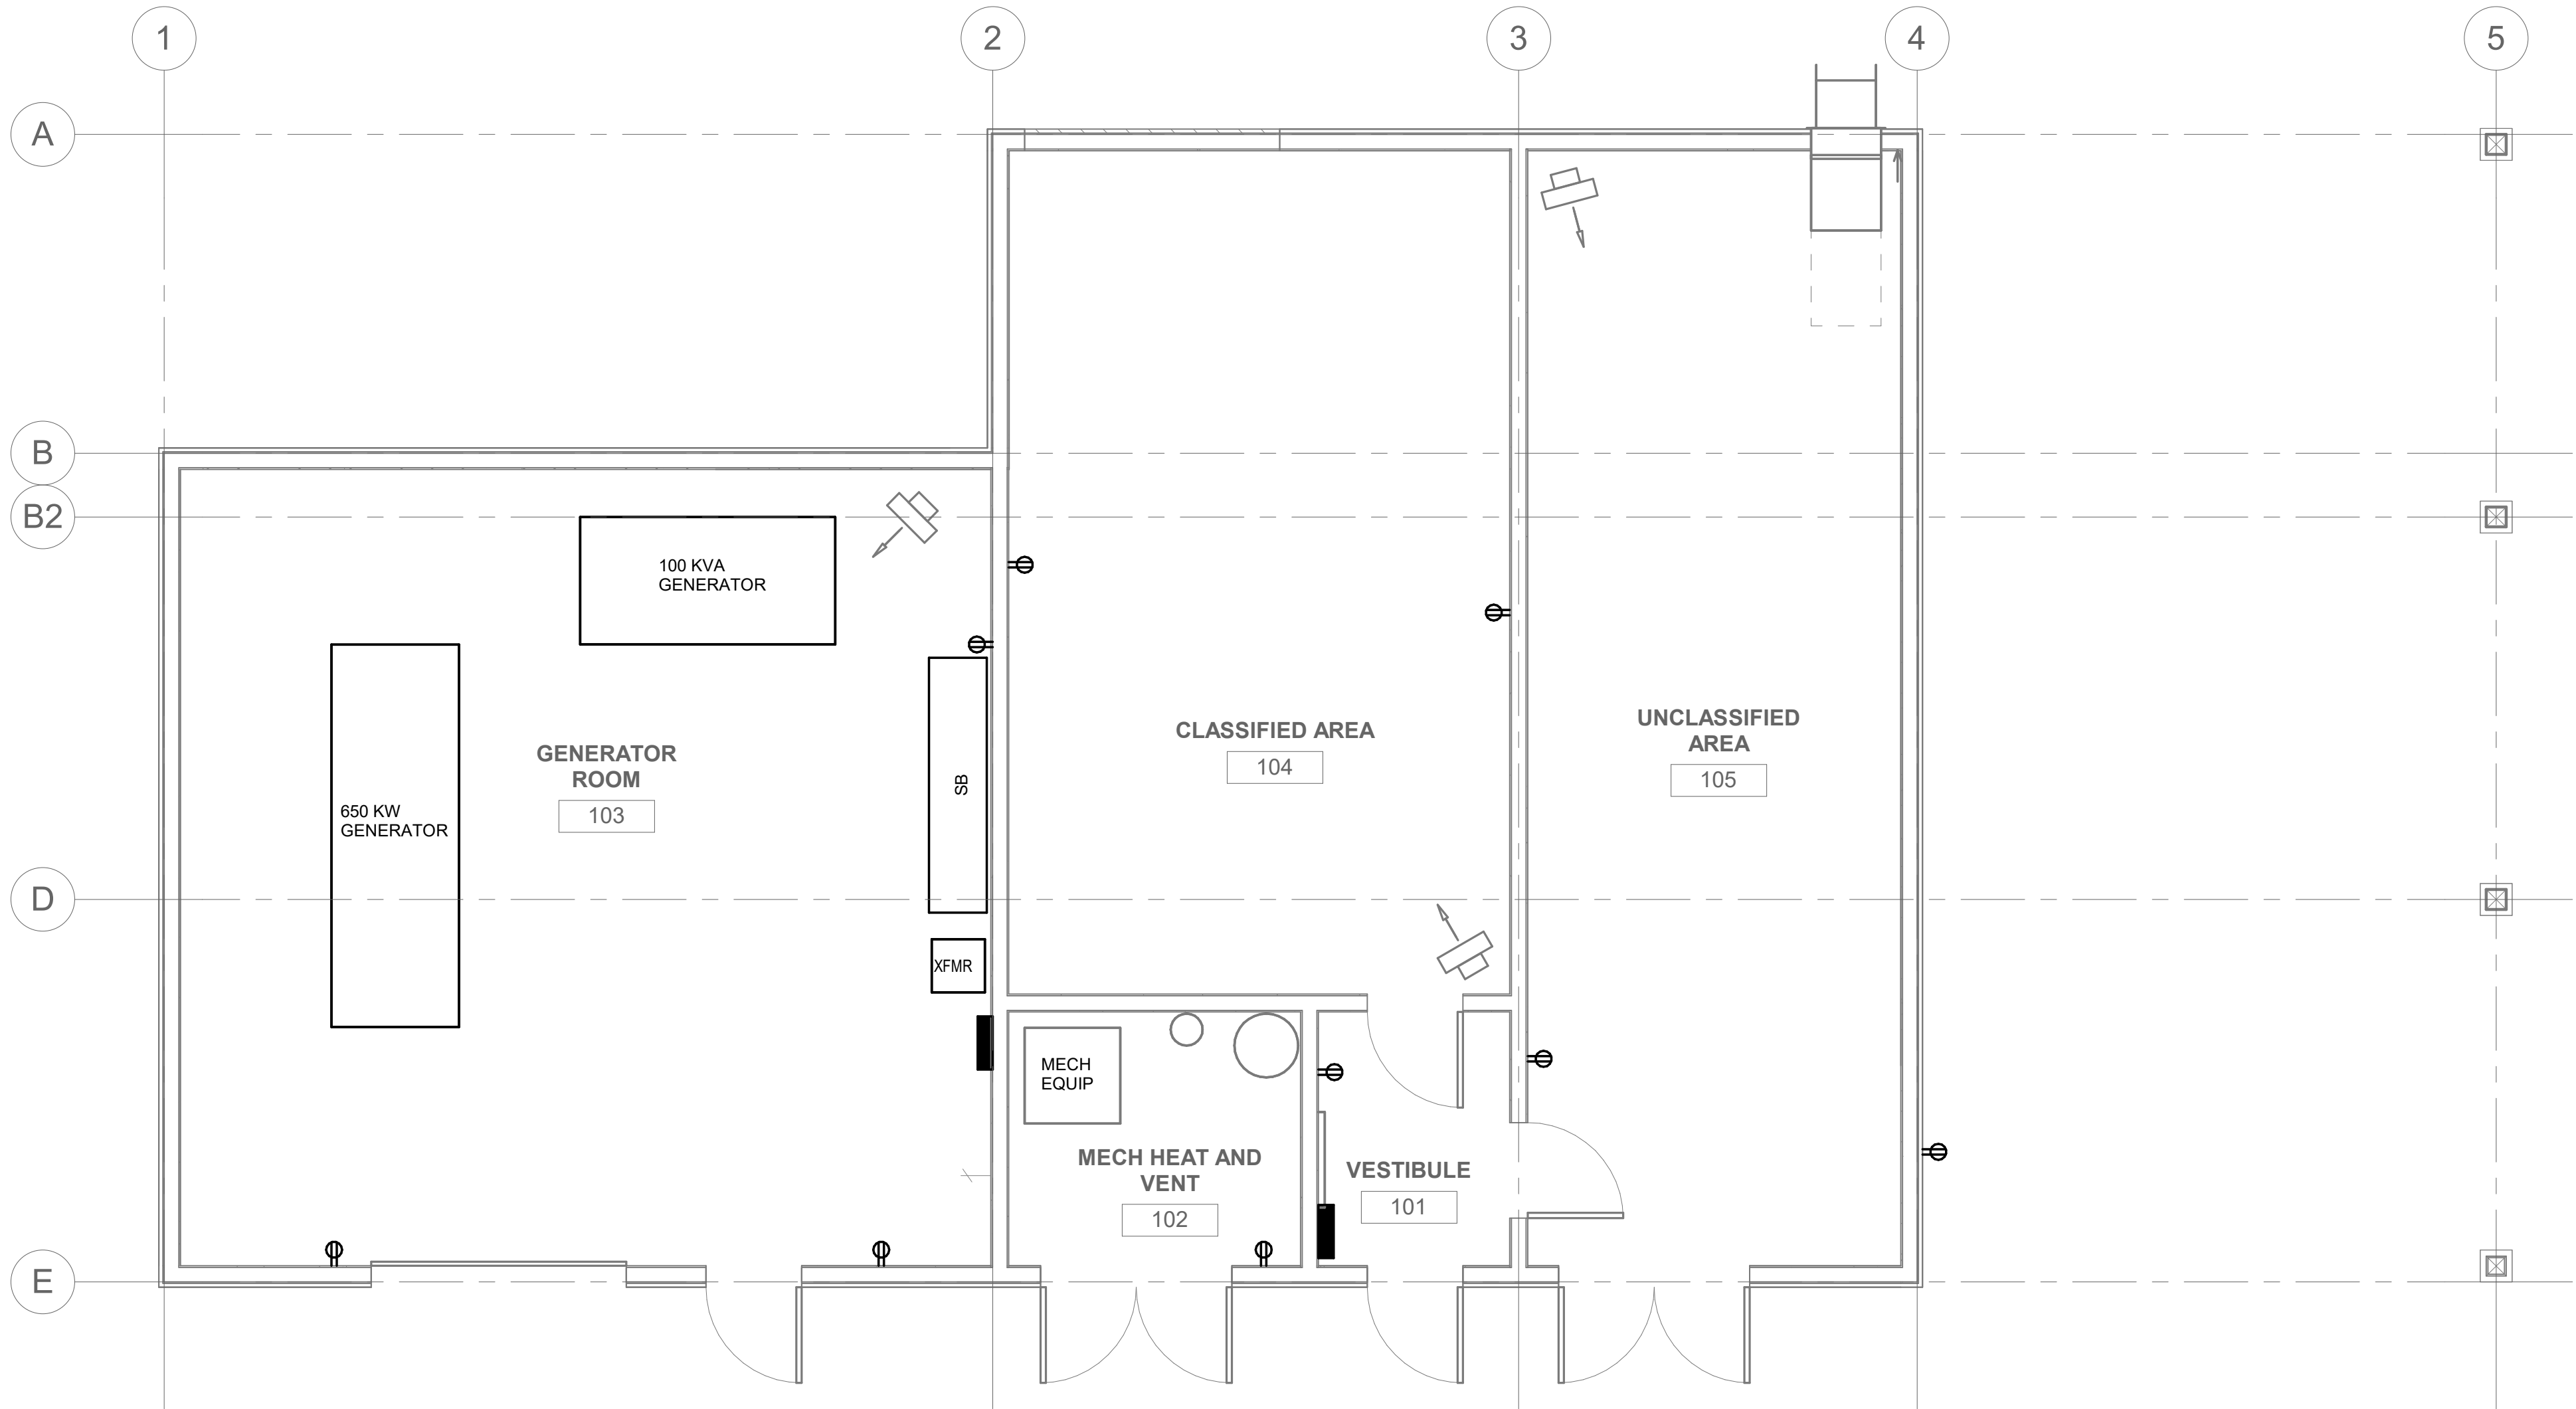 1
2
3
4
5
A
B
B2
100 KVA
GENERATOR
UNCLASSIFIED
AREA
105
CLASSIFIED AREA
104
GENERATOR
ROOM
103
SB
650 KW
GENERATOR
D
XFMR
MECH
EQUIP
MECH HEAT AND
VENT
102
VESTIBULE
101
E